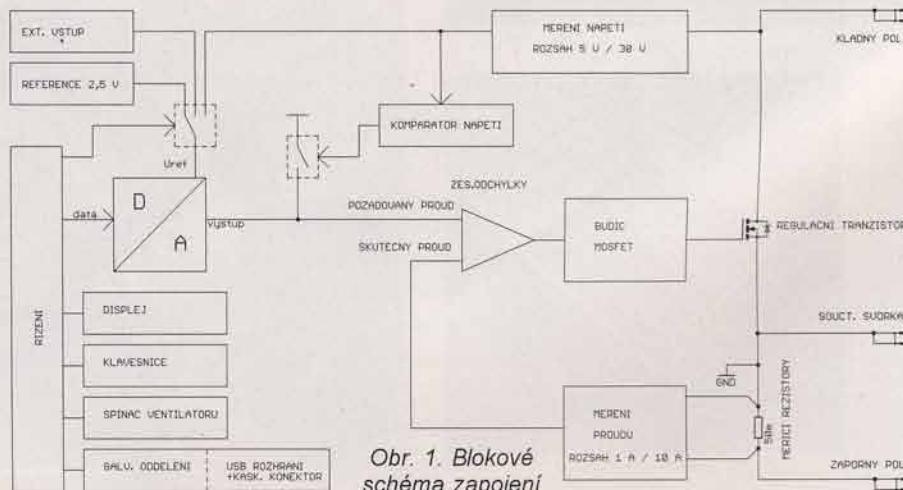 EXT. VSTUP
REFERENCE 2,5 V
MERENI NAPETI
ROZSAH 5 V / 30 V
KLADNY POL
KOMPARATOR NAPETI
Uref
D
A
data
vystup
ZES.ODCHYLKY
POZADOVANY PROUD
SKUTECNY PROUD
BUDIC
MOSFET
REGULACNI TRANZISTOR
RIZENI
DISPLEJ
KLAVESNICE
SPINAC VENTILATORU
GALV. ODDELENI
USB ROZHRANI
+KASK. KONEKTOR
SOUCT. SVORKA
GND
MERENI
PROUDU
ROZSAH 1 A / 10 A
MERICI REZISTORY
ZAPORNY POL
Obr. 1. Blokové
schéma zapojení